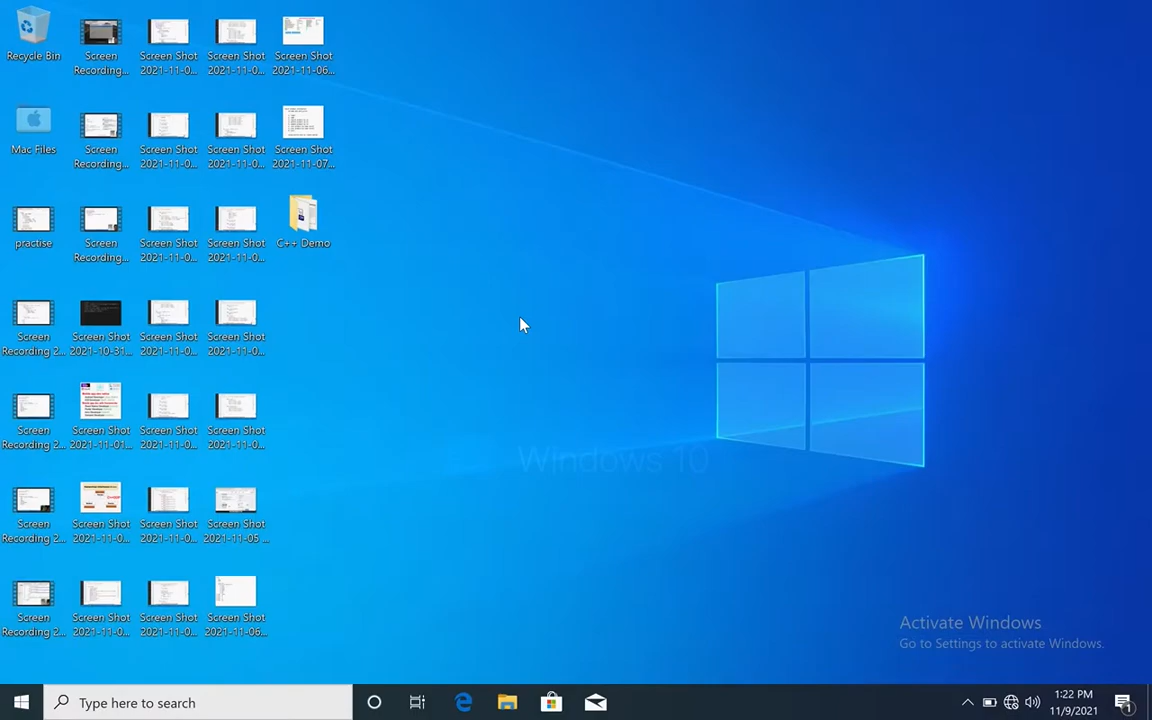 Recycle Bin
Screen
Recording...
Screen Shot
2021-11-0...
Screen Shot
2021-11-0...
Screen Shot
2021-11-06...
Mac Files
Screen
Recording...
Screen Shot
2021-11-0...
Screen Shot
2021-11-0...
Screen Shot
2021-11-07...
practise
Screen
Recording...
Screen Shot
2021-11-0...
Screen Shot
2021-11-0...
C++ Demo
Screen
Recording 2...
Screen Shot
2021-10-31...
Screen Shot
2021-11-0...
Screen Shot
2021-11-0...
Screen
Recording 2...
Screen Shot
2021-11-01...
Screen Shot
2021-11-0...
Screen Shot
2021-11-0...
Screen
Recording 2...
Screen Shot
2021-11-0...
Screen Shot
2021-11-0...
Screen Shot
2021-11-05 ...
Screen
Recording 2...
Screen Shot
2021-11-0...
Screen Shot
2021-11-0...
Screen Shot
2021-11-06...
Windows 10
Activate Windows
Go to Settings to activate Windows.
Type here to search
1:22 PM
11/9/2021
1